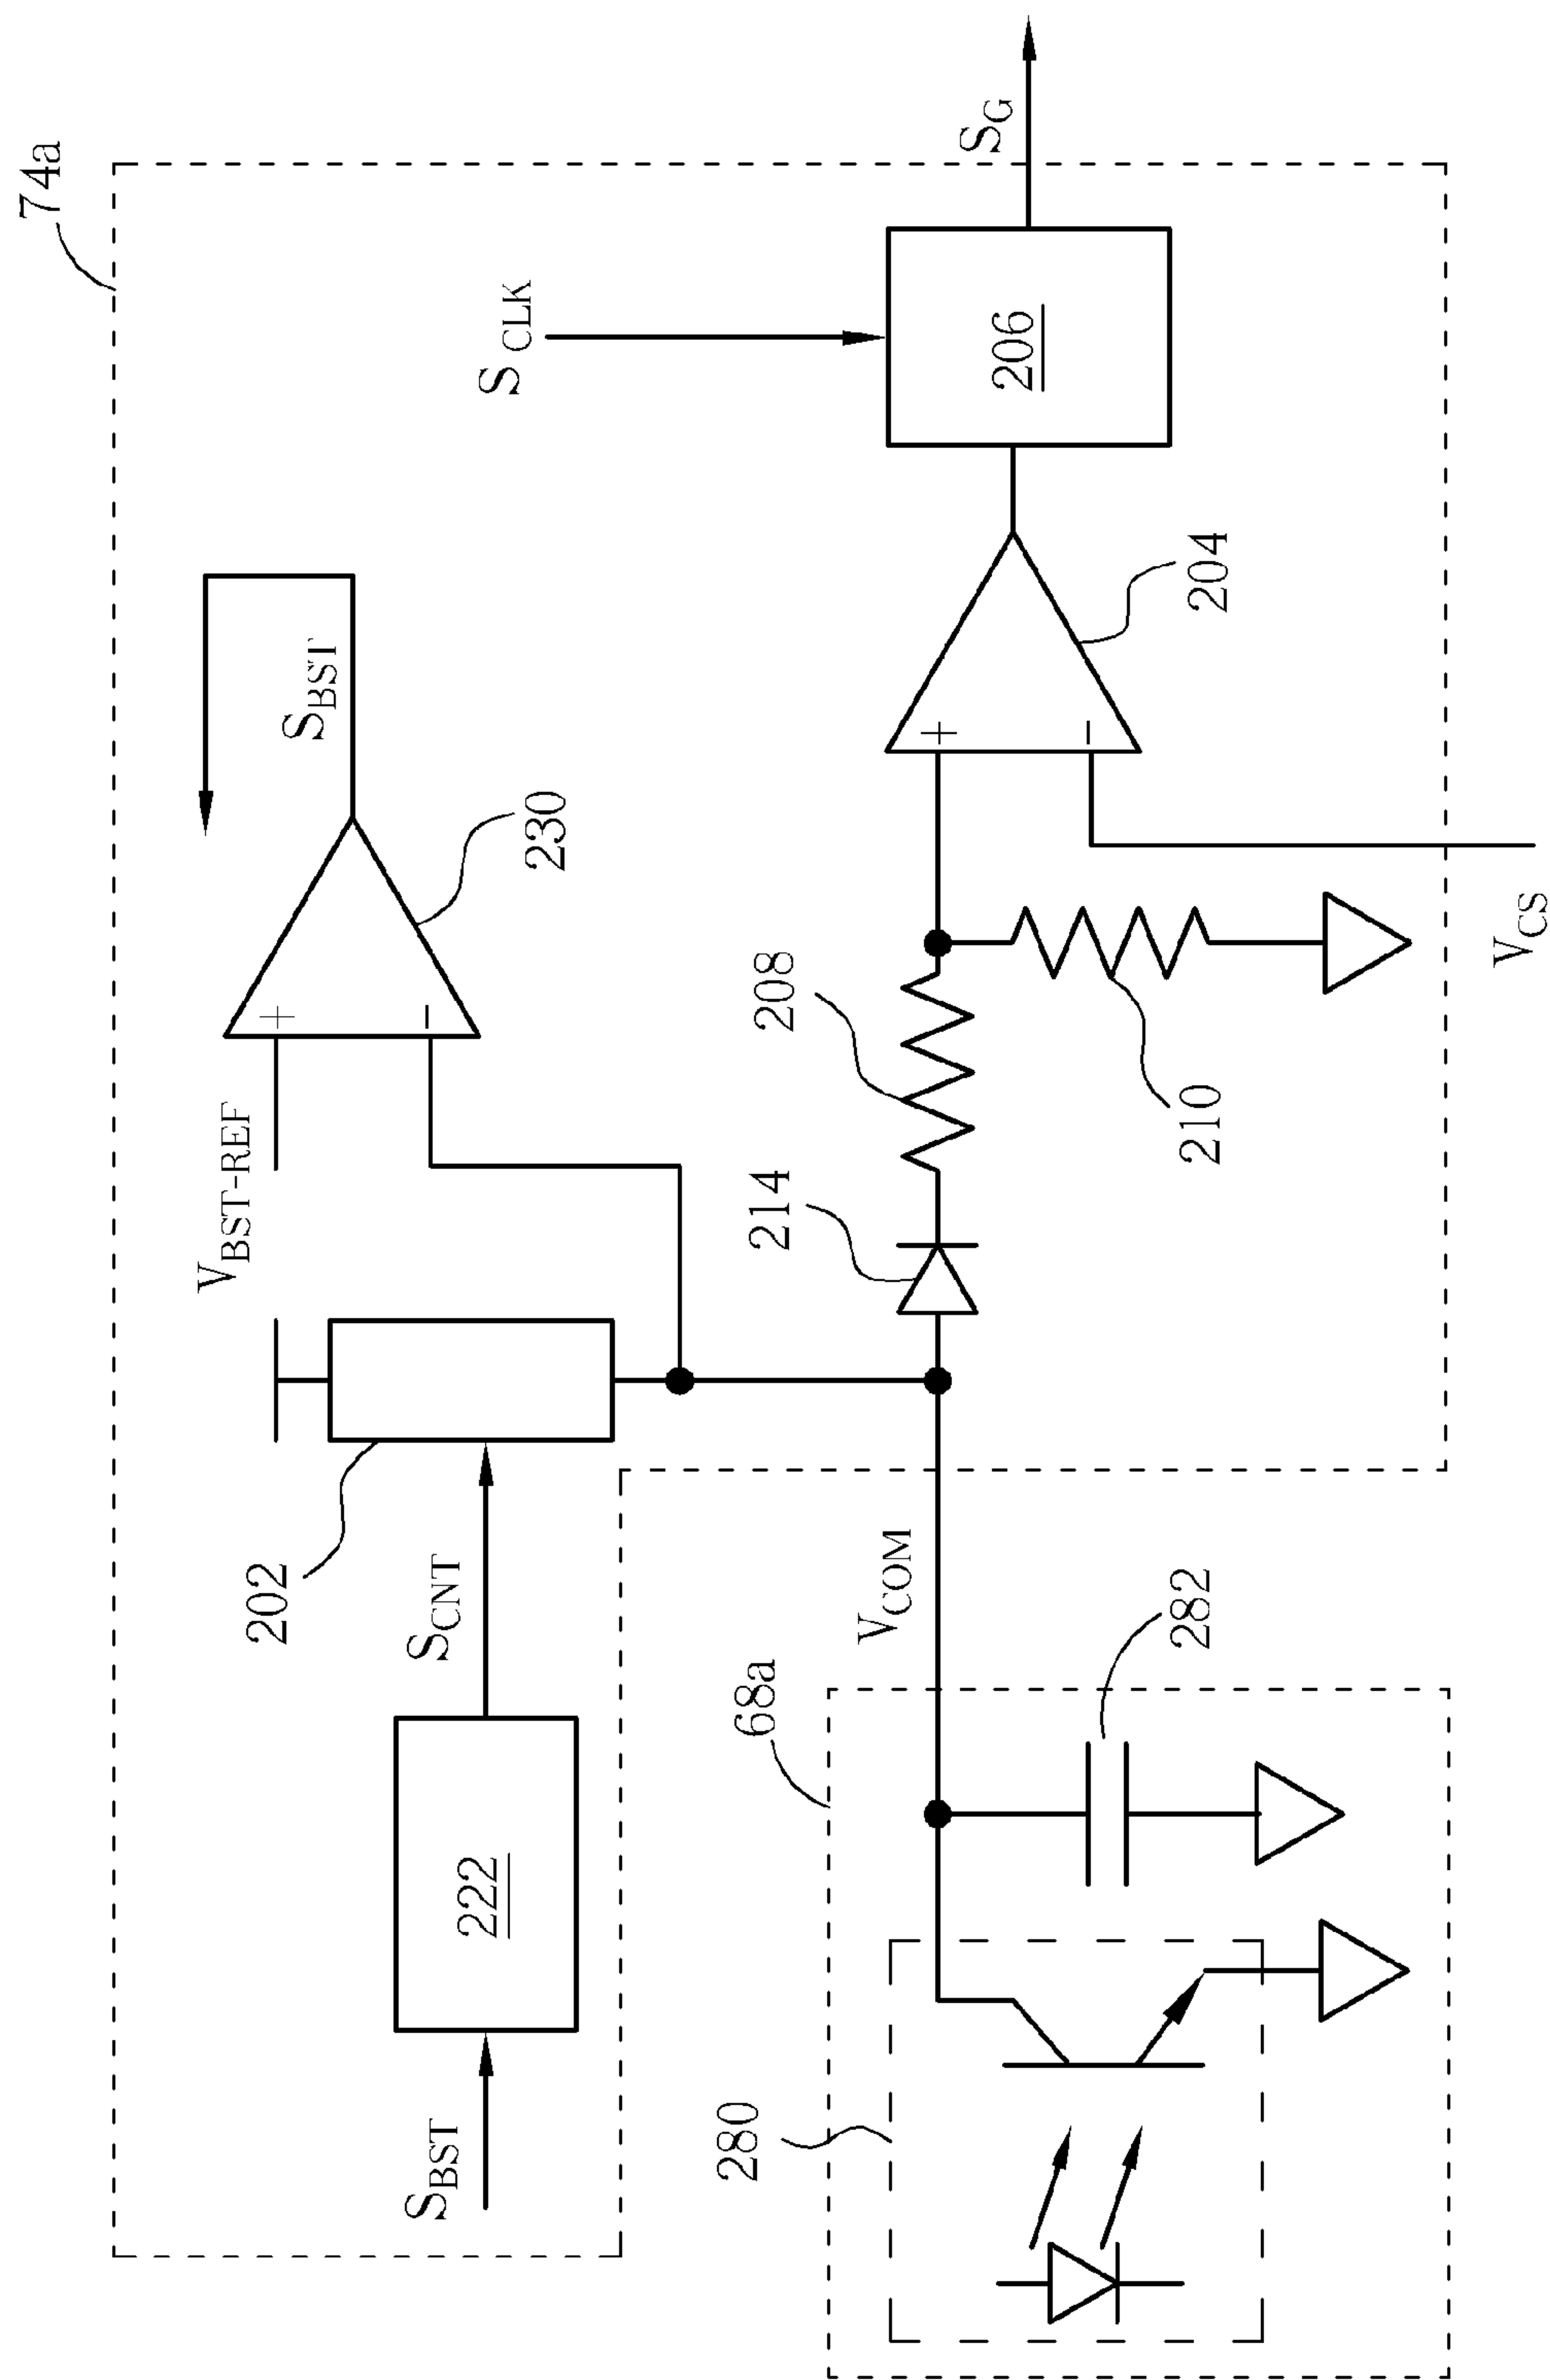 74a
S_BST
222
S_CNT
202
V_BST-REF
+
-
230
S_BST
S_CLK
206
S_G
68a
V_COM
214
208
210
+
-
204
V_CS
280
282